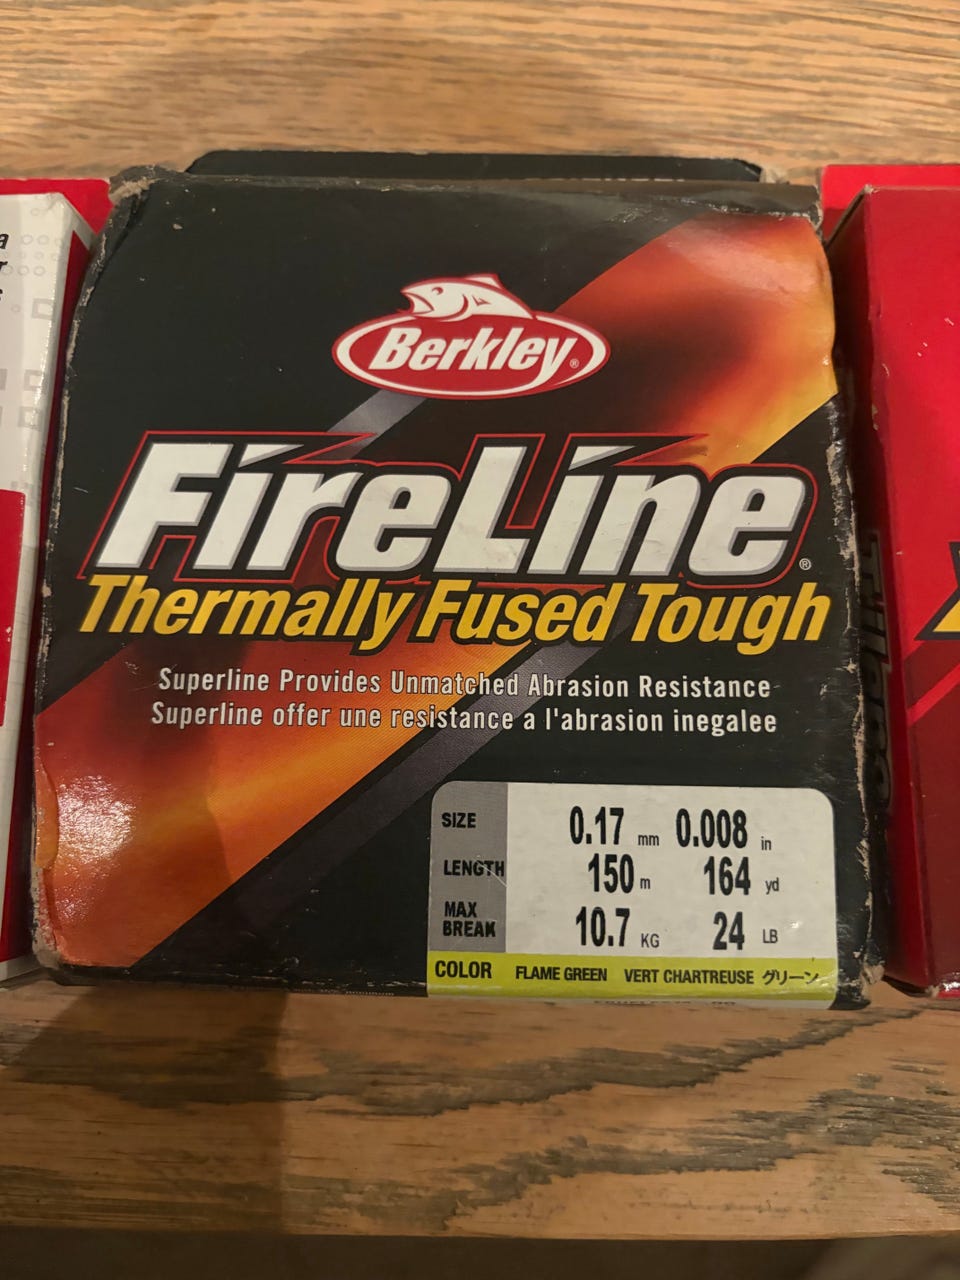 Berkley®
FireLine®
Thermally Fused Tough
Superline Provides Unmatched Abrasion Resistance
Superline offer une resistance a l'abrasion inegalee
SIZE 0.17 mm 0.008 in
LENGTH 150 m 164 yd
MAX BREAK 10.7 KG 24 LB
COLOR FLAME GREEN VERT CHARTREUSE グリーン